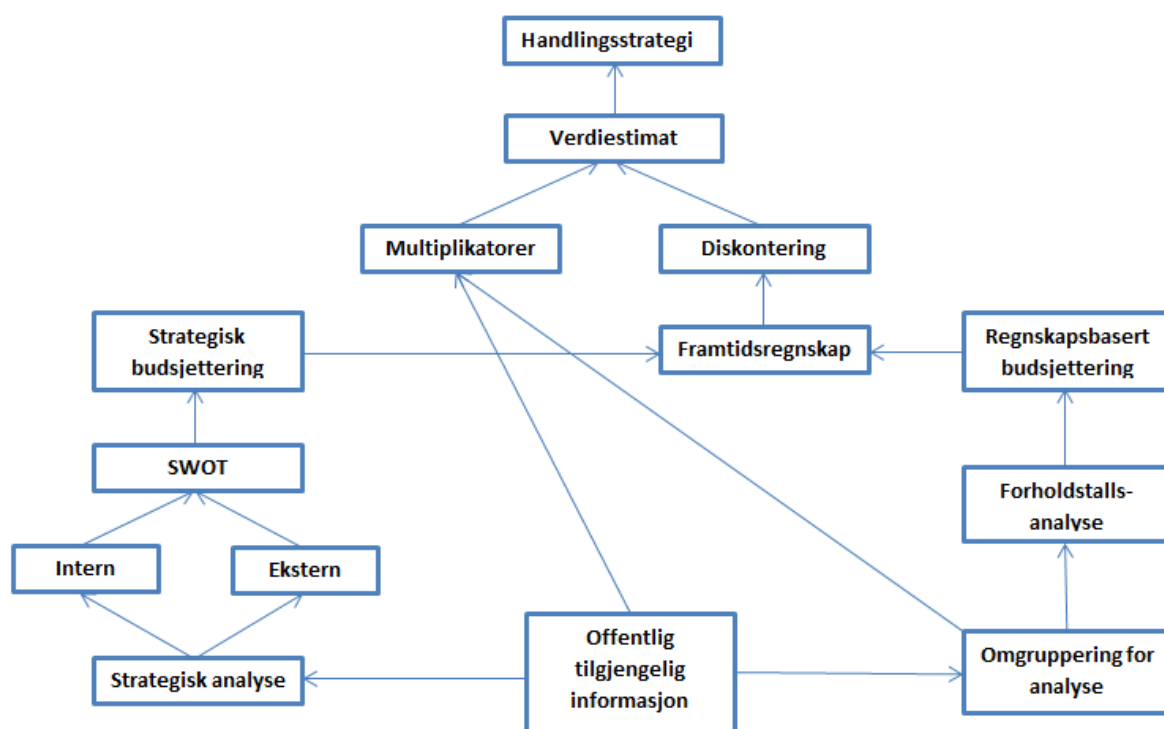 Handlingsstrategi
Verdiestimat
Multiplikatorer
Diskontering
Strategisk
budsjettering
Framtidsregnskap
Regnskapsbasert
budsjettering
SWOT
Forholdstalls-
analyse
Intern
Ekstern
Strategisk analyse
Offentlig
tilgjengelig
informasjon
Omgruppering for
analyse